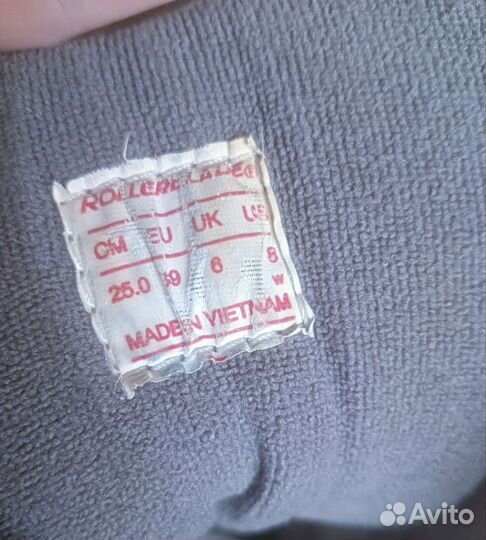 ROLLERBLADE®
CM EU UK US
25.0 39 6 8
W
MADE IN VIETNAM
Avito